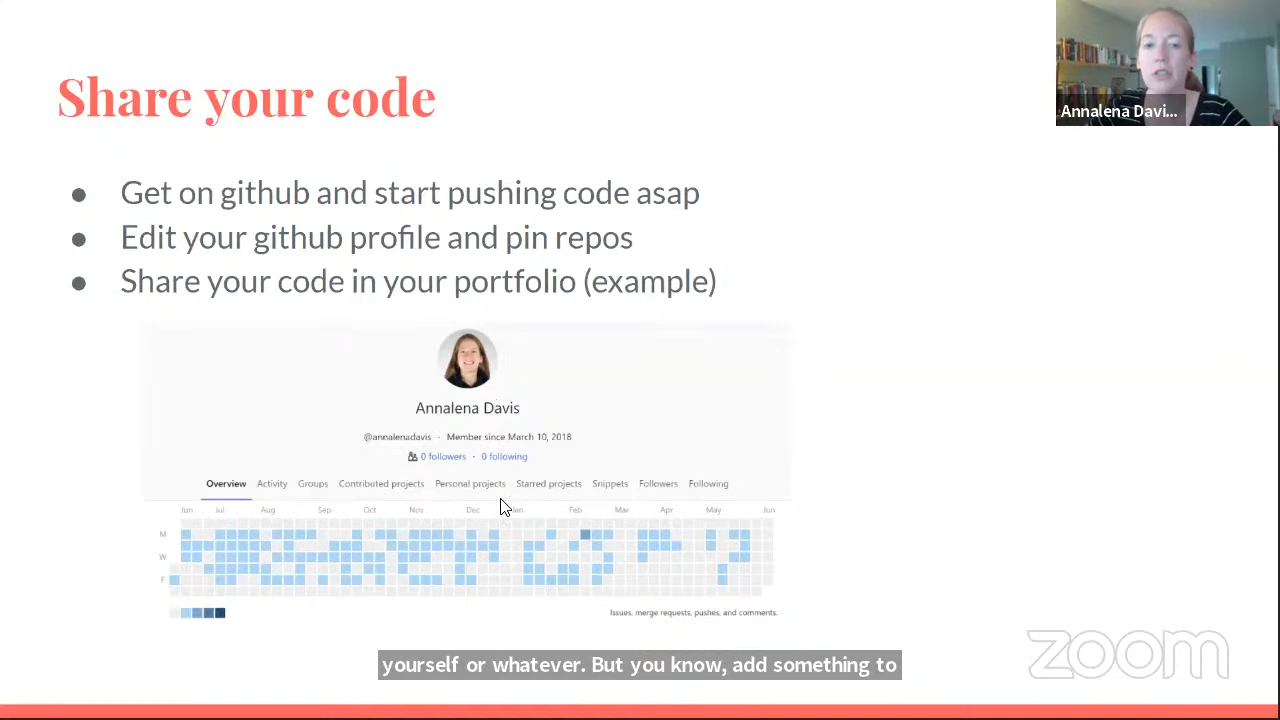 Share your code
Annalena Davi...
● Get on github and start pushing code asap
● Edit your github profile and pin repos
● Share your code in your portfolio (example)
Annalena Davis
@annalenadavis · Member since March 10, 2018
0 followers · 0 following
Overview Activity Groups Contributed projects Personal projects Starred projects Snippets Followers Following
Jun Jul Aug Sep Oct Nov Dec Jan Feb Mar Apr May Jun
M
W
F
Issues, merge requests, pushes, and comments.
yourself or whatever. But you know, add something to
zoom